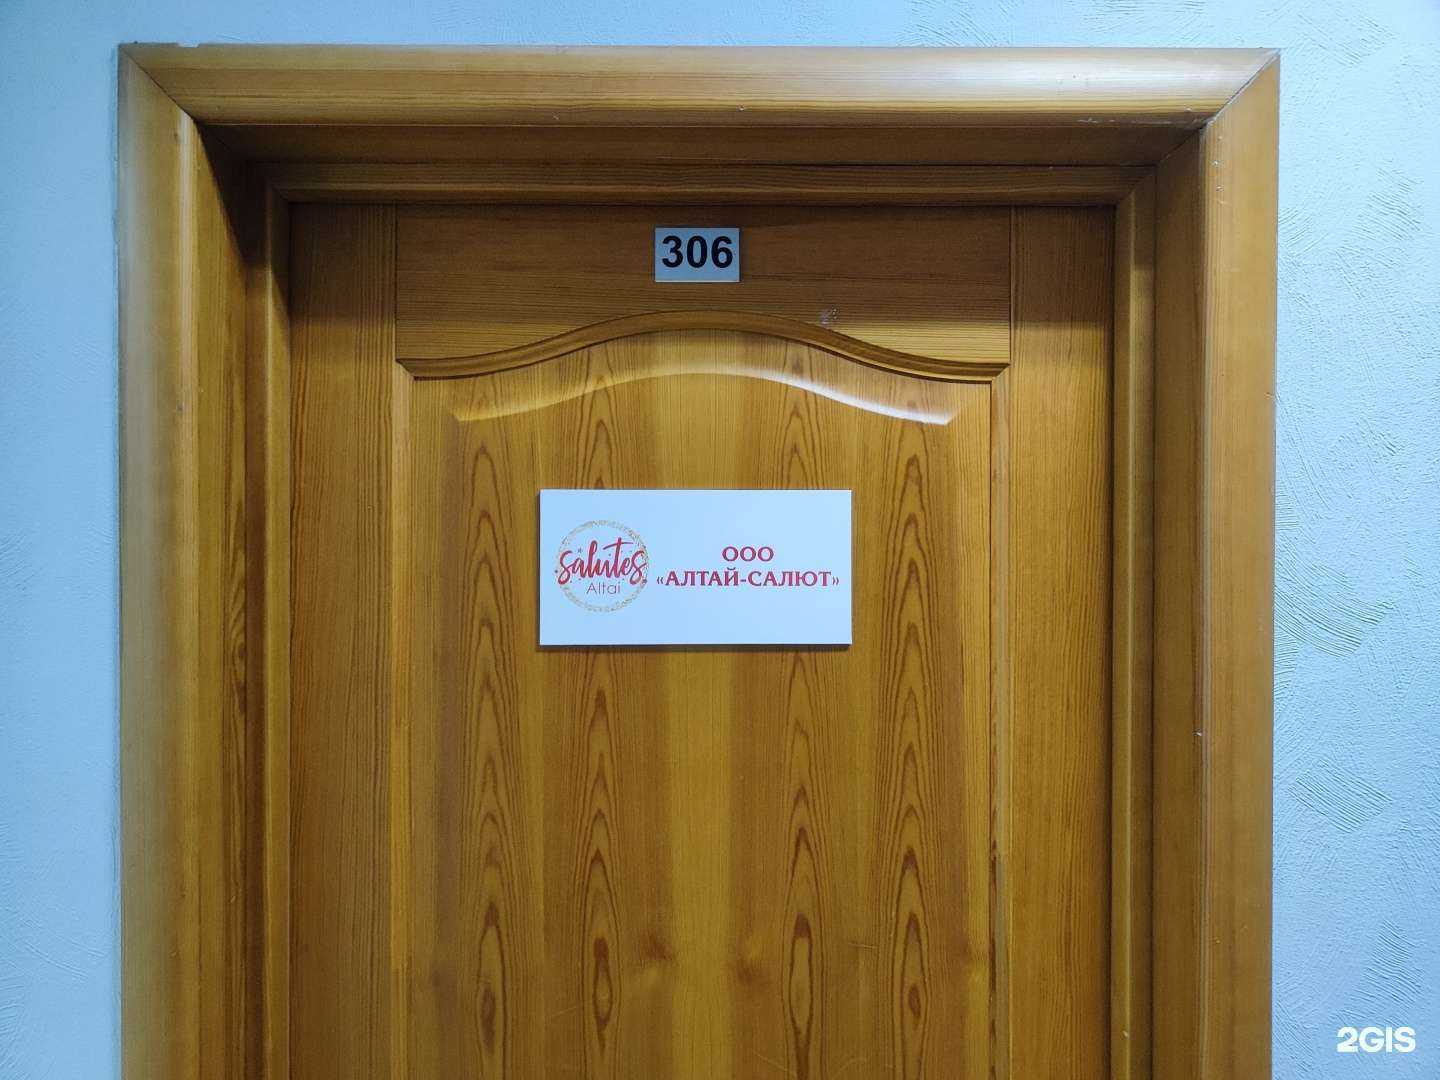 306
salutes
Altai
ООО
«АЛТАЙ-САЛЮТ»
2GIS